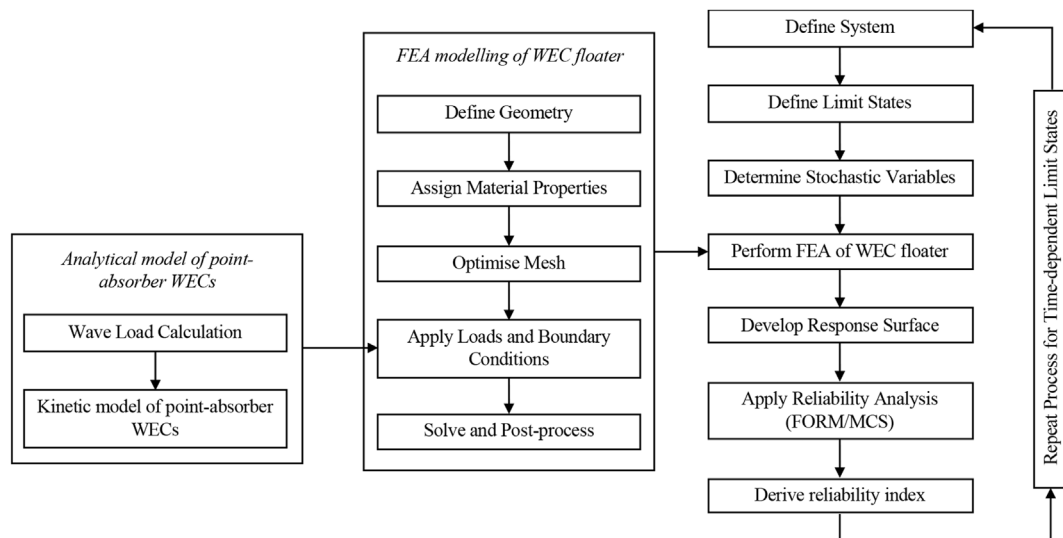 Analytical model of point-
absorber WECs
Wave Load Calculation
Kinetic model of point-absorber
WECs
FEA modelling of WEC floater
Define Geometry
Assign Material Properties
Optimise Mesh
Apply Loads and Boundary
Conditions
Solve and Post-process
Define System
Define Limit States
Determine Stochastic Variables
Perform FEA of WEC floater
Develop Response Surface
Apply Reliability Analysis
(FORM/MCS)
Derive reliability index
Repeat Process for Time-dependent Limit States